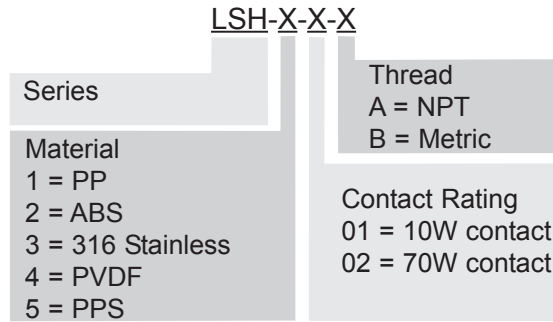 LSH-X-X-X
Series
Material
1 = PP
2 = ABS
3 = 316 Stainless
4 = PVDF
5 = PPS
Thread
A = NPT
B = Metric
Contact Rating
01 = 10W contact
02 = 70W contact